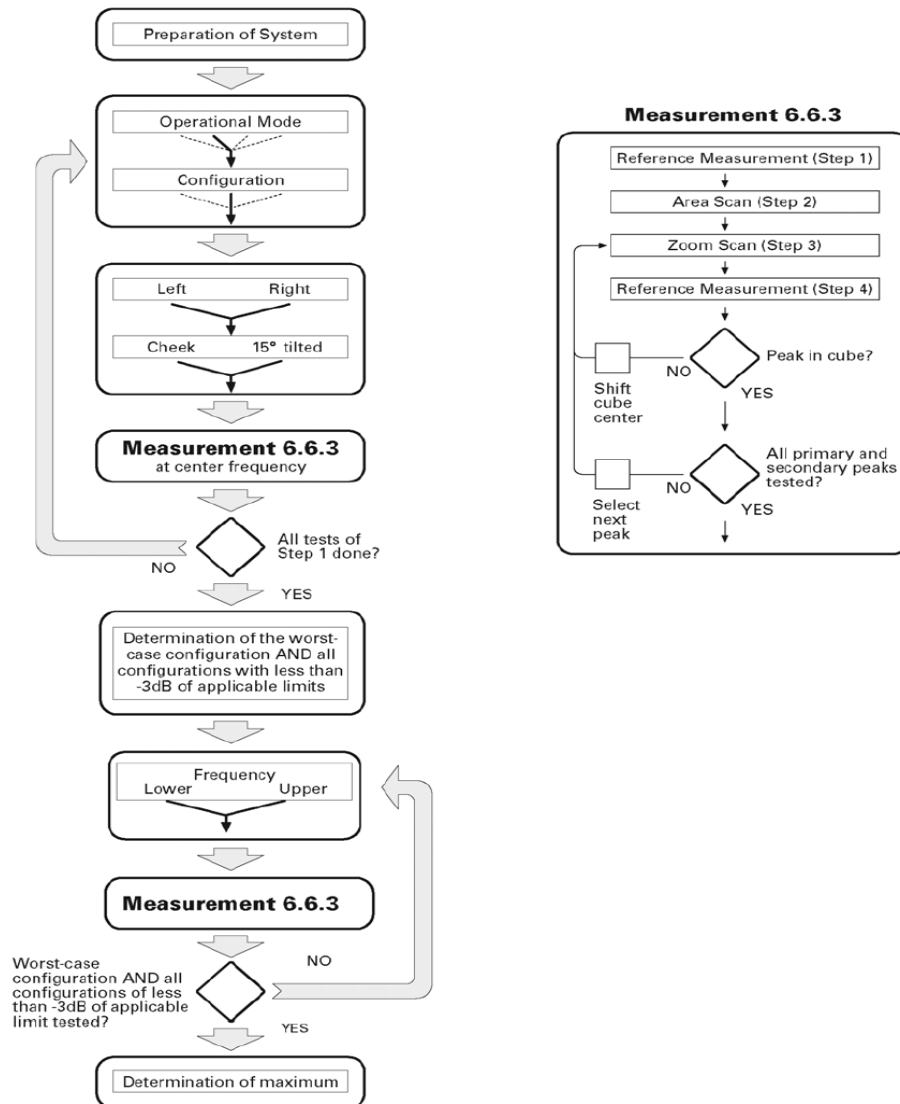 Preparation of System
Operational Mode
Configuration
Left Right
Cheek 15° tilted
Measurement 6.6.3
at center frequency
All tests of
Step 1 done?
NO
YES
Determination of the worst-
case configuration AND all
configurations with less than
-3dB of applicable limits
Frequency
Lower Upper
Measurement 6.6.3
Worst-case
configuration AND all
configurations of less
than -3dB of applicable
limit tested?
NO
YES
Determination of maximum
Measurement 6.6.3
Reference Measurement (Step 1)
Area Scan (Step 2)
Zoom Scan (Step 3)
Reference Measurement (Step 4)
Peak in cube?
NO
YES
Shift
cube
center
All primary and
secondary peaks
tested?
NO
YES
Select
next
peak